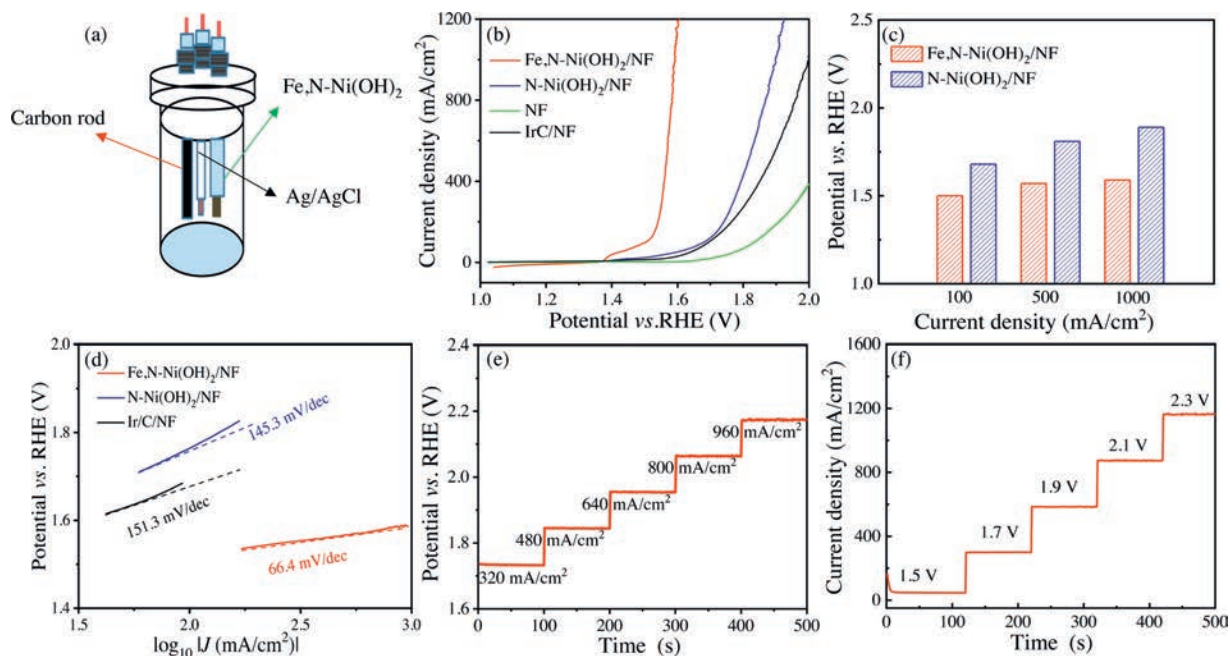 (a)
Fe,N-Ni(OH)2
Carbon rod
Ag/AgCl
(b)
Current density (mA/cm2)
1200
800
400
0
Fe,N-Ni(OH)2/NF
N-Ni(OH)2/NF
NF
IrC/NF
1.0 1.2 1.4 1.6 1.8 2.0
Potential vs.RHE (V)
(c)
Potential vs. RHE (V)
2.5
2.0
1.5
1.0
Fe,N-Ni(OH)2/NF
N-Ni(OH)2/NF
100 500 1000
Current density (mA/cm2)
(d)
Potential vs. RHE (V)
2.0
1.8
1.6
1.4
Fe,N-Ni(OH)2/NF
N-Ni(OH)2/NF
Ir/C/NF
145.3 mV/dec
151.3 mV/dec
66.4 mV/dec
1.5 2.0 2.5 3.0
log10 |J (mA/cm2)|
(e)
Potential vs. RHE (V)
2.4
2.2
2.0
1.8
1.6
960 mA/cm2
800 mA/cm2
640 mA/cm2
480 mA/cm2
320 mA/cm2
0 100 200 300 400 500
Time (s)
(f)
Current density (mA/cm2)
1600
1200
800
400
0
2.3 V
2.1 V
1.9 V
1.7 V
1.5 V
0 100 200 300 400 500
Time (s)